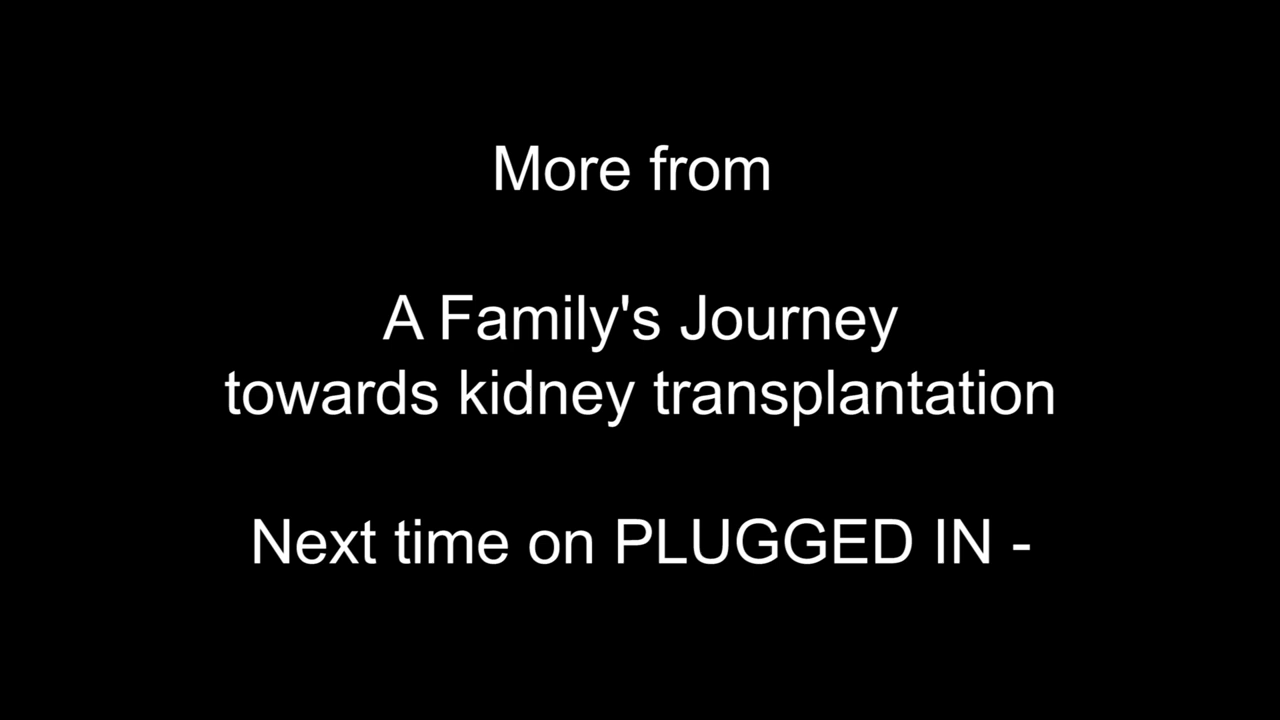 More from
A Family's Journey
towards kidney transplantation
Next time on PLUGGED IN -